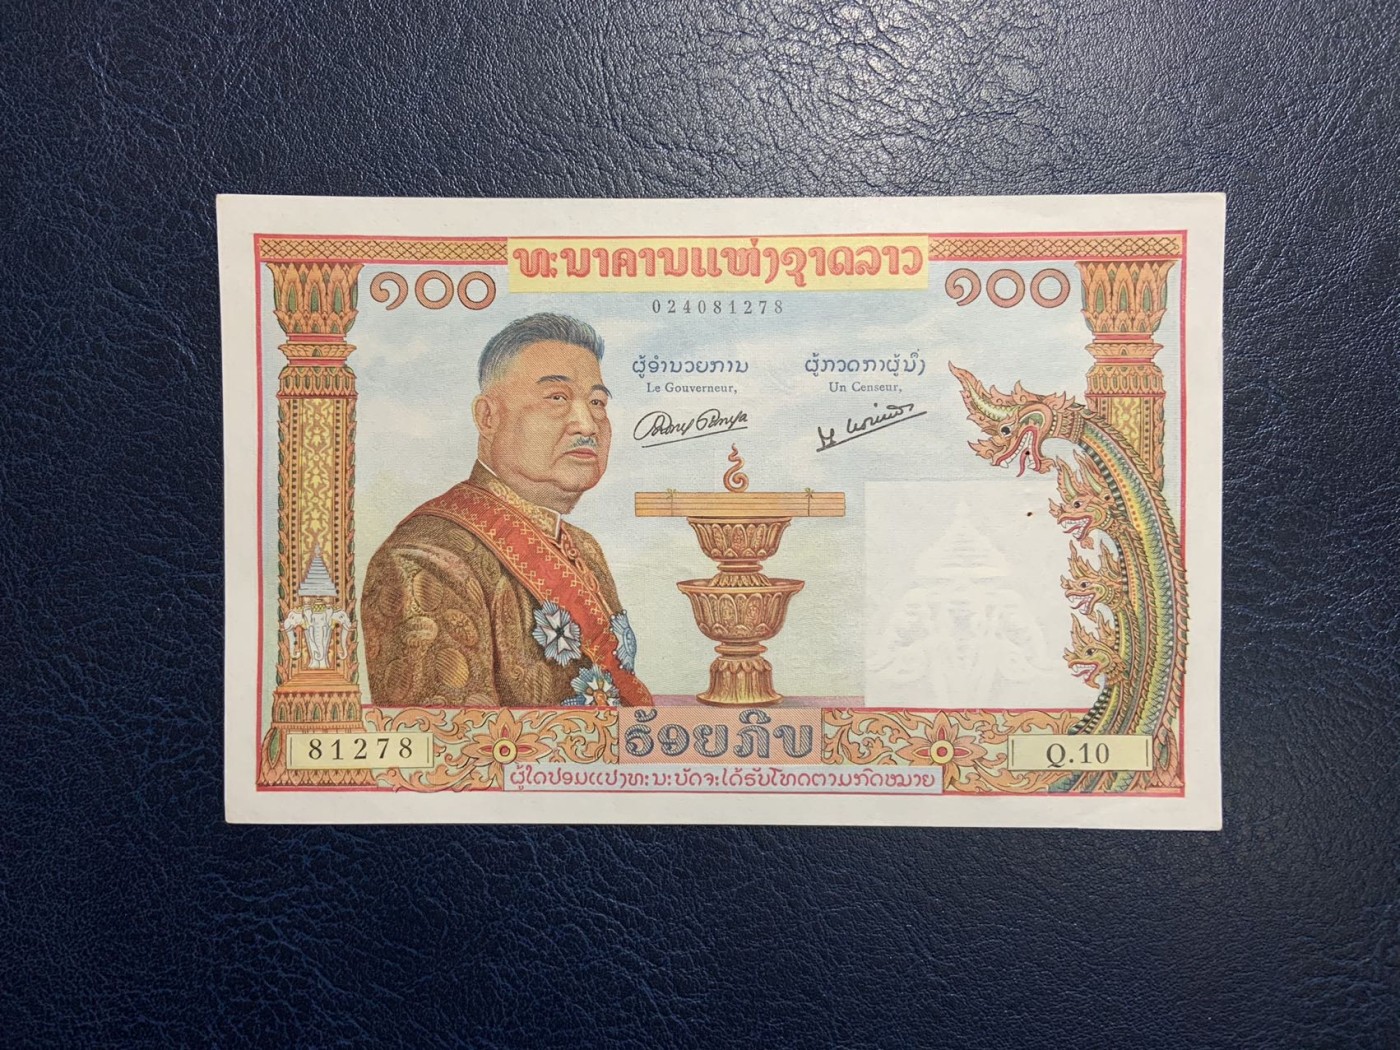 ທະນາຄານແຫ່ງຊາດລາວ
໑໐໐
໑໐໐
024081278
ຜູ້ອຳນວຍການ
Le Gouverneur,
ຜູ້ກວດກາຜູ້ນຶ່ງ
Un Censeur,
ຮ້ອຍກີບ
81278
Q.10
ຜູ້ໃດປອມແປງທະນະບັດຈະໄດ້ຮັບໂທດຕາມກົດໝາຍ